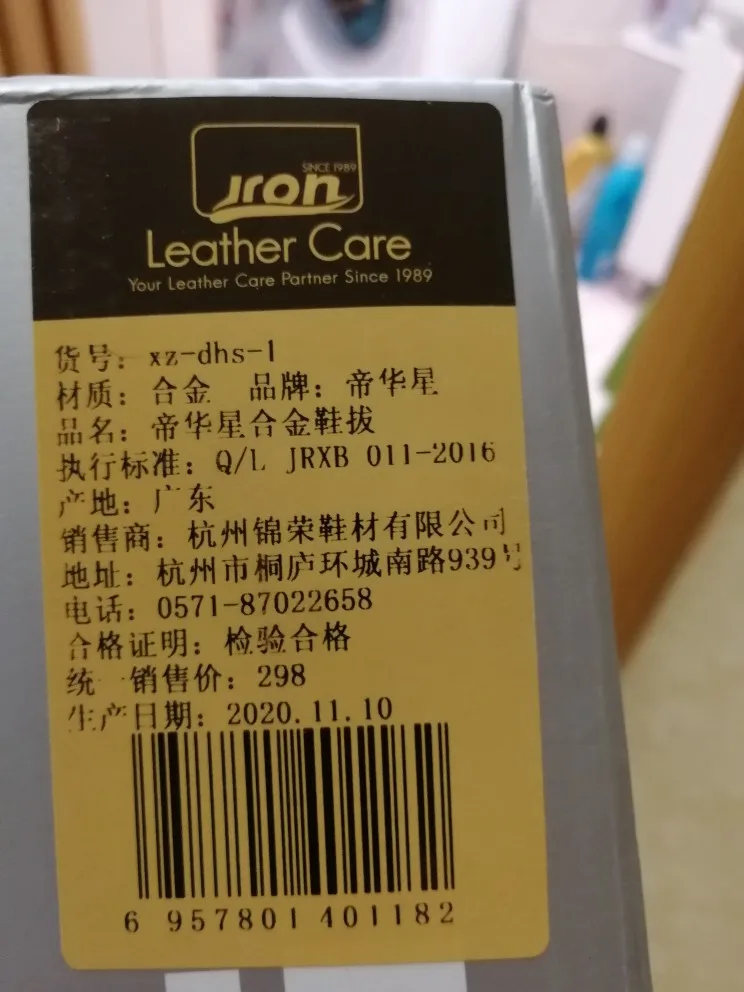 SINCE 1989
Jron
Leather Care
Your Leather Care Partner Since 1989
货号：xz-dhs-1
材质：合金 品牌：帝华星
品名：帝华星合金鞋拔
执行标准：Q/L JRXB 011-2016
产地：广东
销售商：杭州锦荣鞋材有限公司
地址：杭州市桐庐环城南路939号
电话：0571-87022658
合格证明：检验合格
统一销售价：298
生产日期：2020.11.10
6 957801 401182